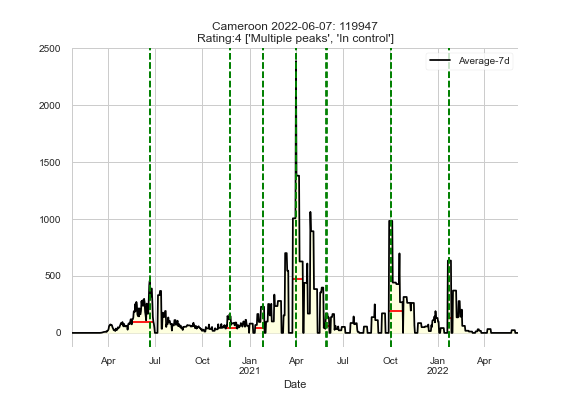 Cameroon 2022-06-07: 119947
Rating:4 ['Multiple peaks', 'In control']
Average-7d
2500
2000
1500
1000
500
0
Apr Jul Oct Jan Apr Jul Oct Jan Apr
2021 2022
Date